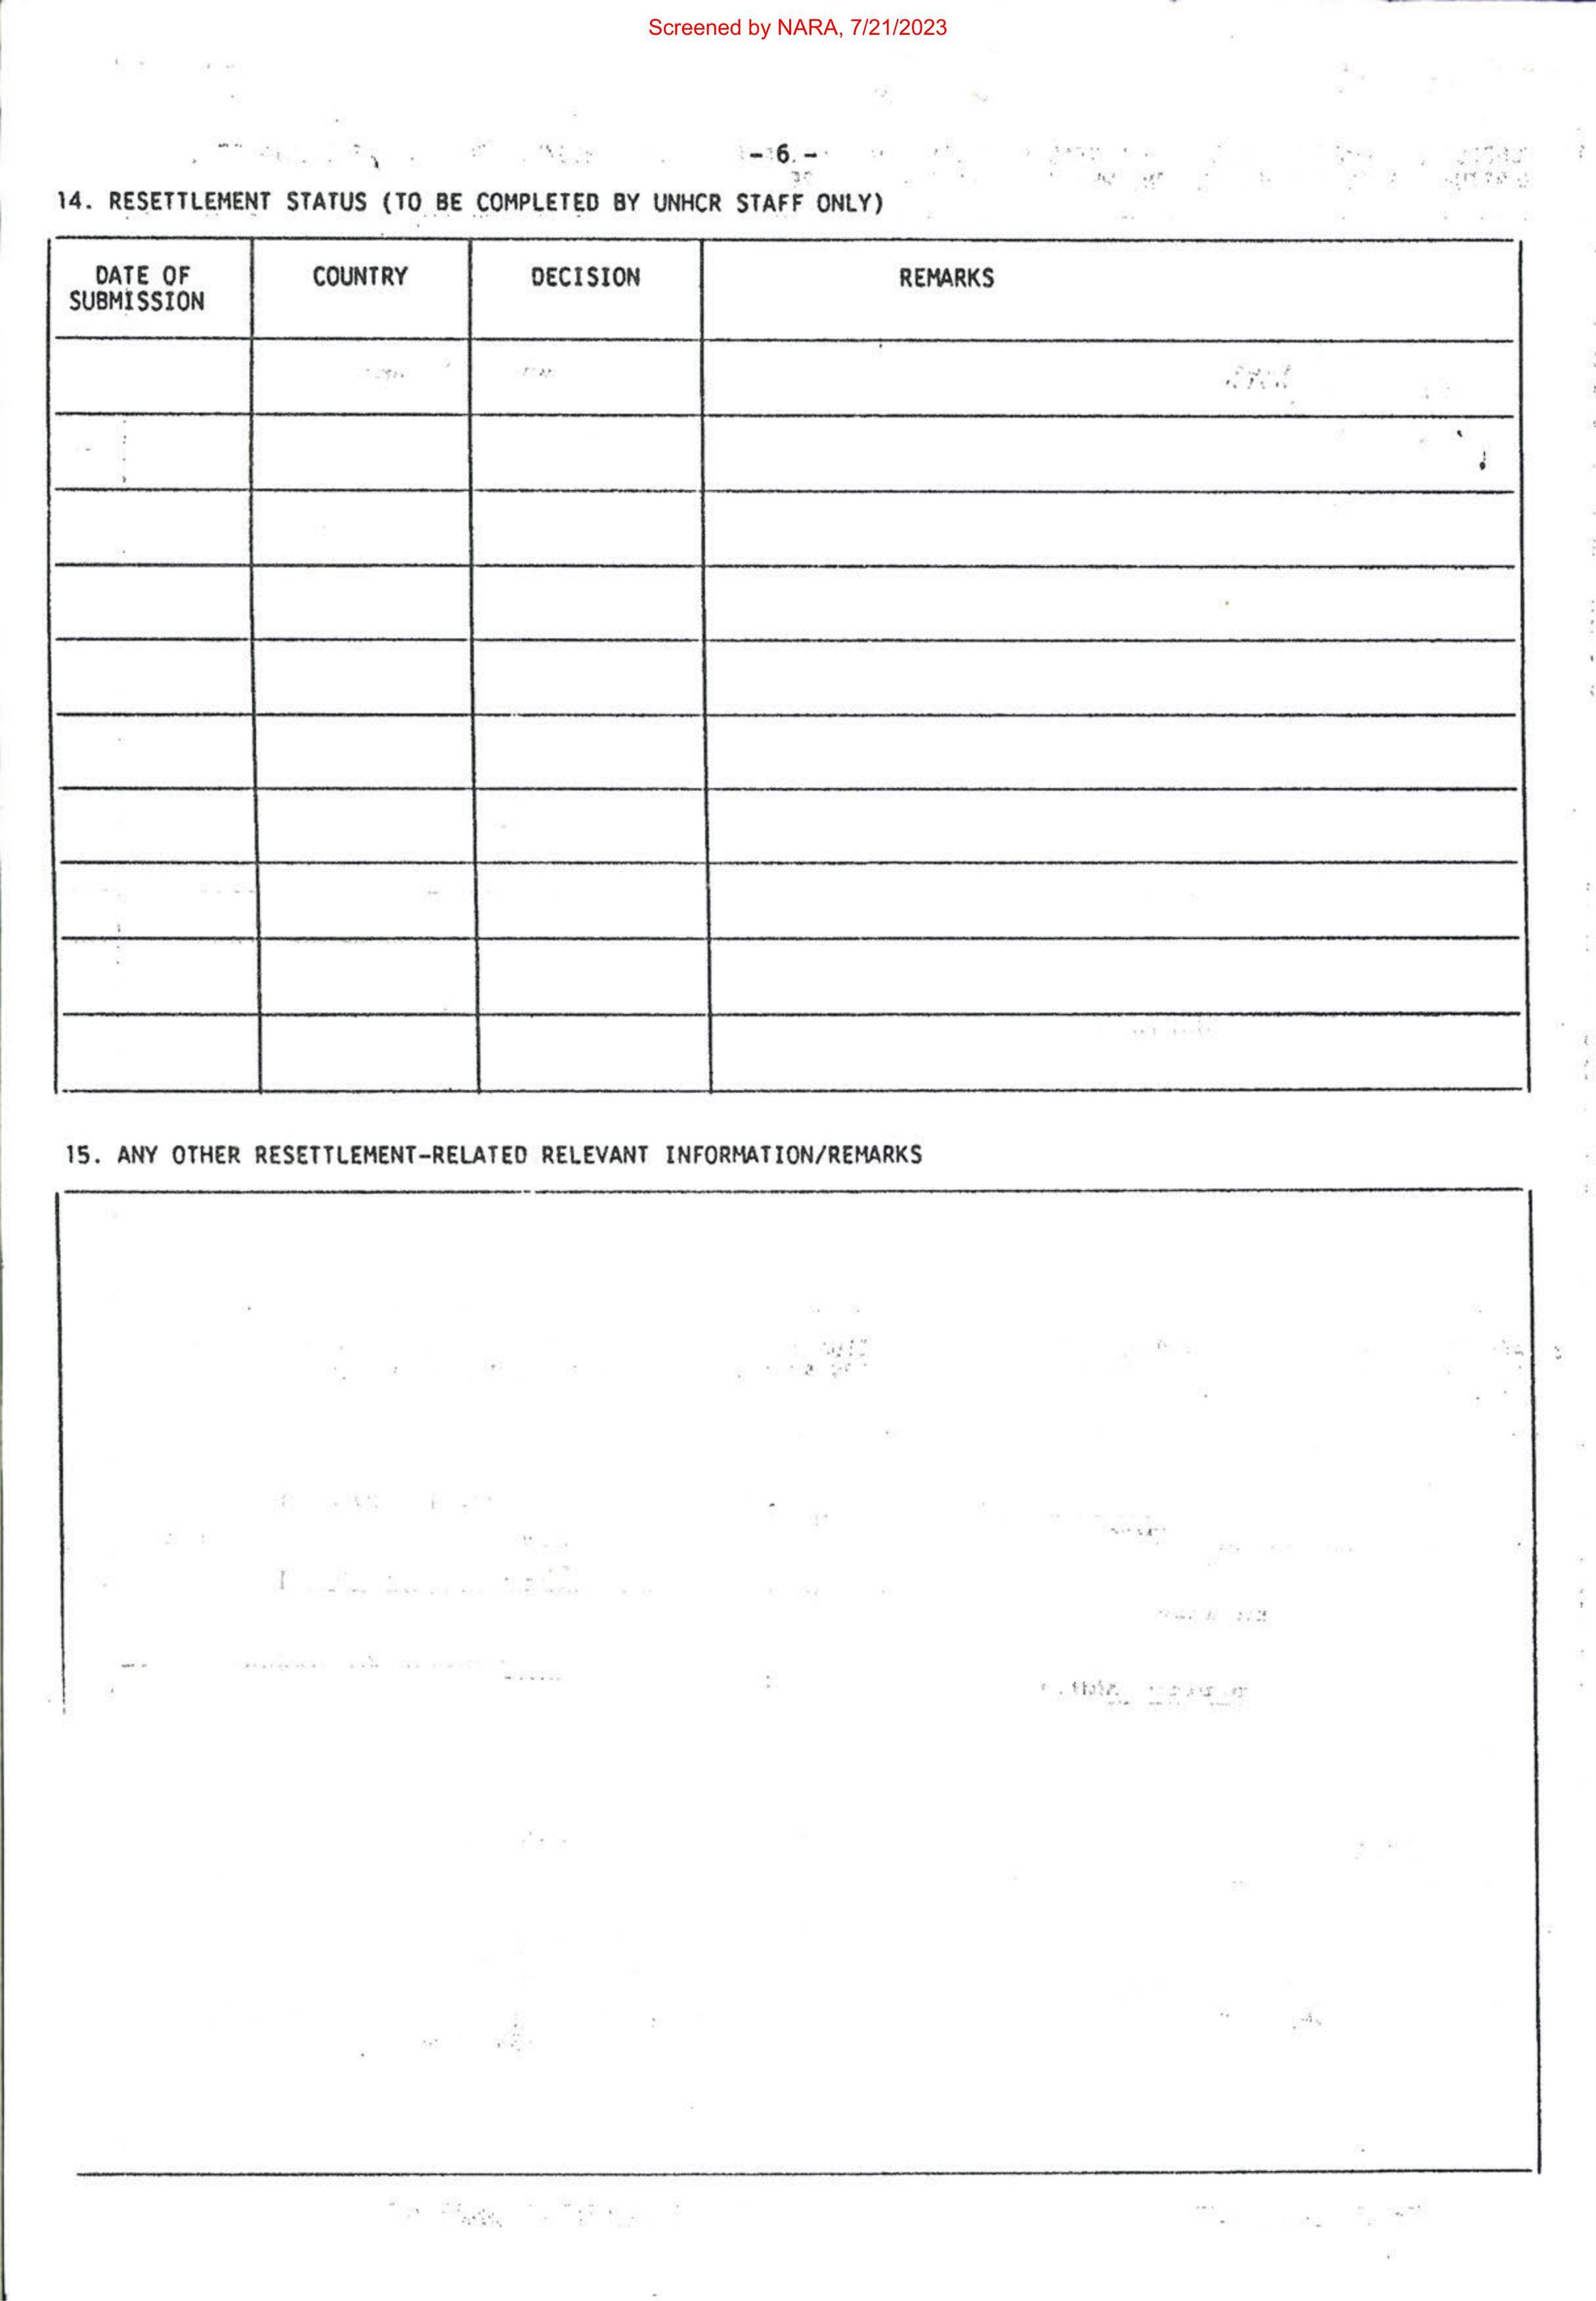 Screened by NARA, 7/21/2023
- 6 -
14. RESETTLEMENT STATUS (TO BE COMPLETED BY UNHCR STAFF ONLY)
DATE OF SUBMISSION
COUNTRY
DECISION
REMARKS
15. ANY OTHER RESETTLEMENT-RELATED RELEVANT INFORMATION/REMARKS